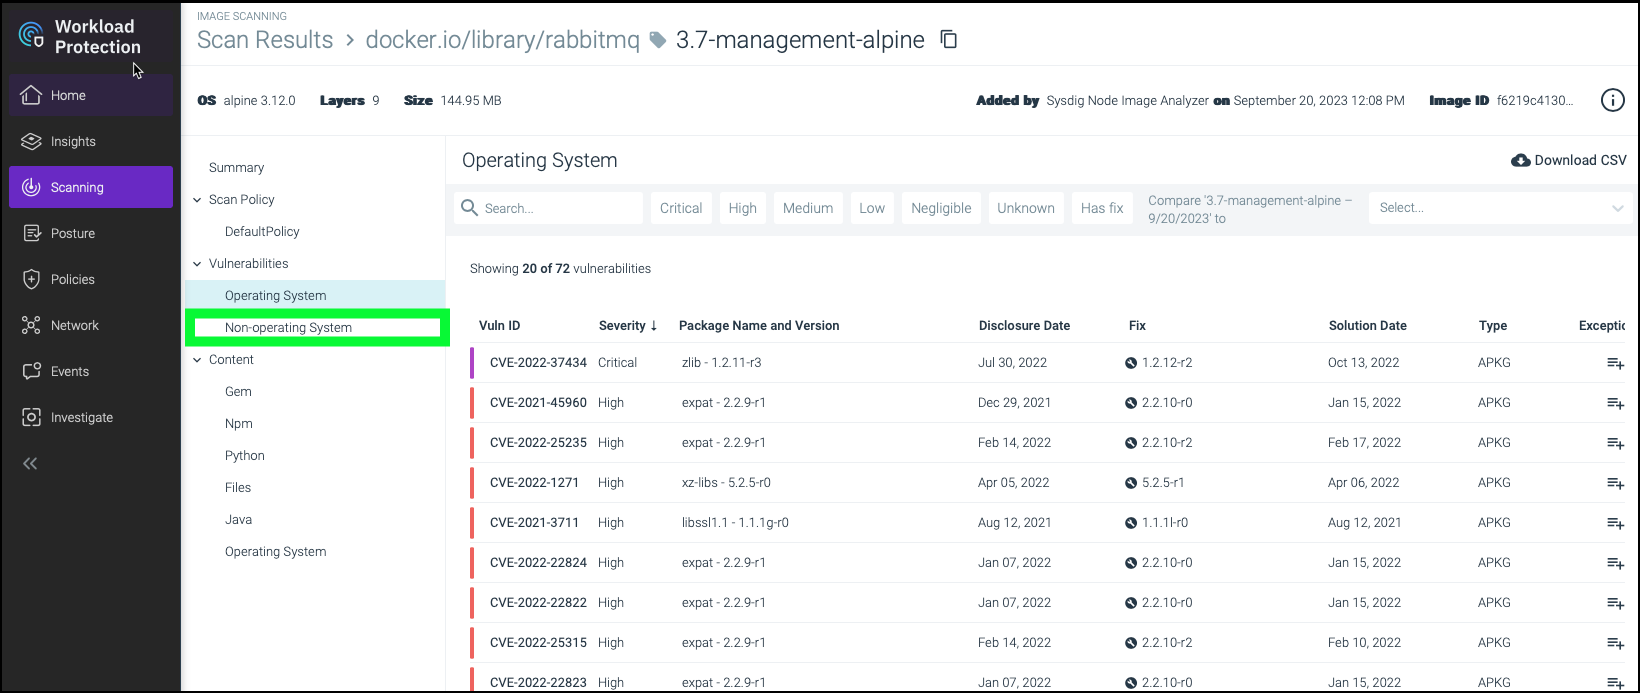 Workload
Protection
Home
Insights
Scanning
Posture
Policies
Network
Events
Investigate
IMAGE SCANNING
Scan Results > docker.io/library/rabbitmq 3.7-management-alpine
OS alpine 3.12.0 Layers 9 Size 144.95 MB Added by Sysdig Node Image Analyzer on September 20, 2023 12:08 PM Image ID f6219c4130...
Summary
Scan Policy
DefaultPolicy
Vulnerabilities
Operating System
Non-operating System
Content
Gem
Npm
Python
Files
Java
Operating System
Operating System Download CSV
Search... Critical High Medium Low Negligible Unknown Has fix Compare '3.7-management-alpine –
9/20/2023' to Select...
Showing 20 of 72 vulnerabilities
Vuln ID Severity ↓ Package Name and Version Disclosure Date Fix Solution Date Type Exceptic
CVE-2022-37434 Critical zlib - 1.2.11-r3 Jul 30, 2022 1.2.12-r2 Oct 13, 2022 APKG
CVE-2021-45960 High expat - 2.2.9-r1 Dec 29, 2021 2.2.10-r0 Jan 15, 2022 APKG
CVE-2022-25235 High expat - 2.2.9-r1 Feb 14, 2022 2.2.10-r2 Feb 17, 2022 APKG
CVE-2022-1271 High xz-libs - 5.2.5-r0 Apr 05, 2022 5.2.5-r1 Apr 06, 2022 APKG
CVE-2021-3711 High libssl1.1 - 1.1.1g-r0 Aug 12, 2021 1.1.1l-r0 Aug 12, 2021 APKG
CVE-2022-22824 High expat - 2.2.9-r1 Jan 07, 2022 2.2.10-r0 Jan 15, 2022 APKG
CVE-2022-22822 High expat - 2.2.9-r1 Jan 07, 2022 2.2.10-r0 Jan 15, 2022 APKG
CVE-2022-25315 High expat - 2.2.9-r1 Feb 14, 2022 2.2.10-r2 Feb 10, 2022 APKG
CVE-2022-22823 High expat - 2.2.9-r1 Jan 07, 2022 2.2.10-r0 Jan 15, 2022 APKG